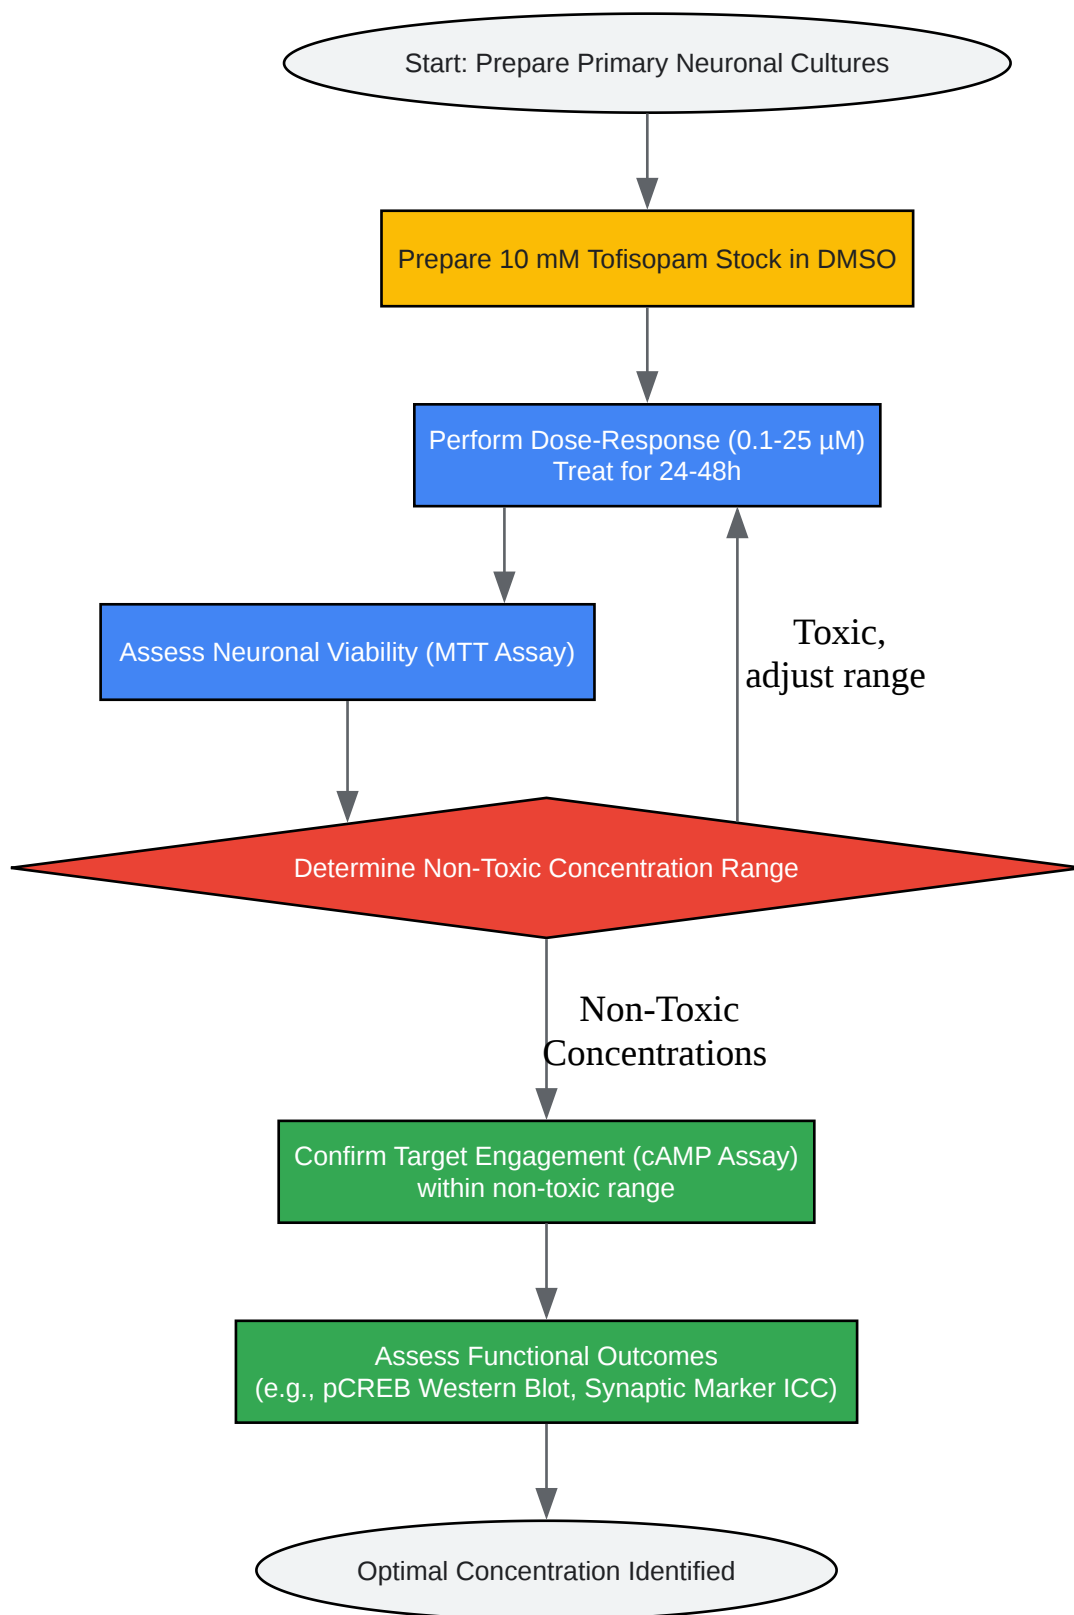 Start: Prepare Primary Neuronal Cultures
Prepare 10 mM Tofisopam Stock in DMSO
Perform Dose-Response (0.1-25 µM)
Treat for 24-48h
Assess Neuronal Viability (MTT Assay)
Toxic,
adjust range
Determine Non-Toxic Concentration Range
Non-Toxic
Concentrations
Confirm Target Engagement (cAMP Assay)
within non-toxic range
Assess Functional Outcomes
(e.g., pCREB Western Blot, Synaptic Marker ICC)
Optimal Concentration Identified